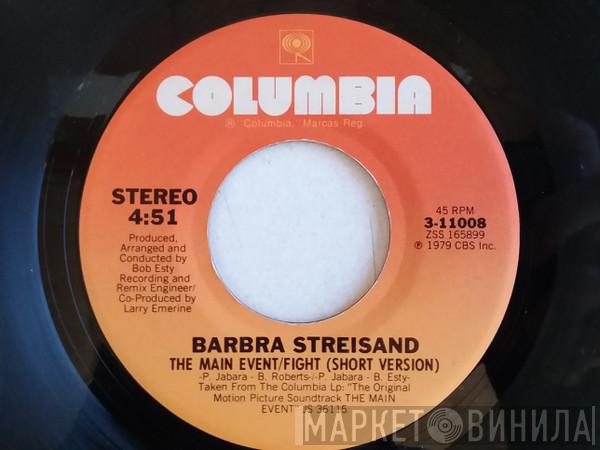 COLUMBIA
® Columbia, Marcas Reg.
STEREO
4:51
Produced,
Arranged and
Conducted by
Bob Esty
Recording and
Remix Engineer/
Co-Produced by
Larry Emerine
45 RPM
3-11008
ZSS 165899
℗ 1979 CBS Inc.
BARBRA STREISAND
THE MAIN EVENT/FIGHT (SHORT VERSION)
-P. Jabara - B. Roberts-/-P. Jabara - B. Esty-
Taken From The Columbia Lp: "The Original
Motion Picture Soundtrack THE MAIN
EVENT" JS 36115
МАРКЕТ ВИНИЛА